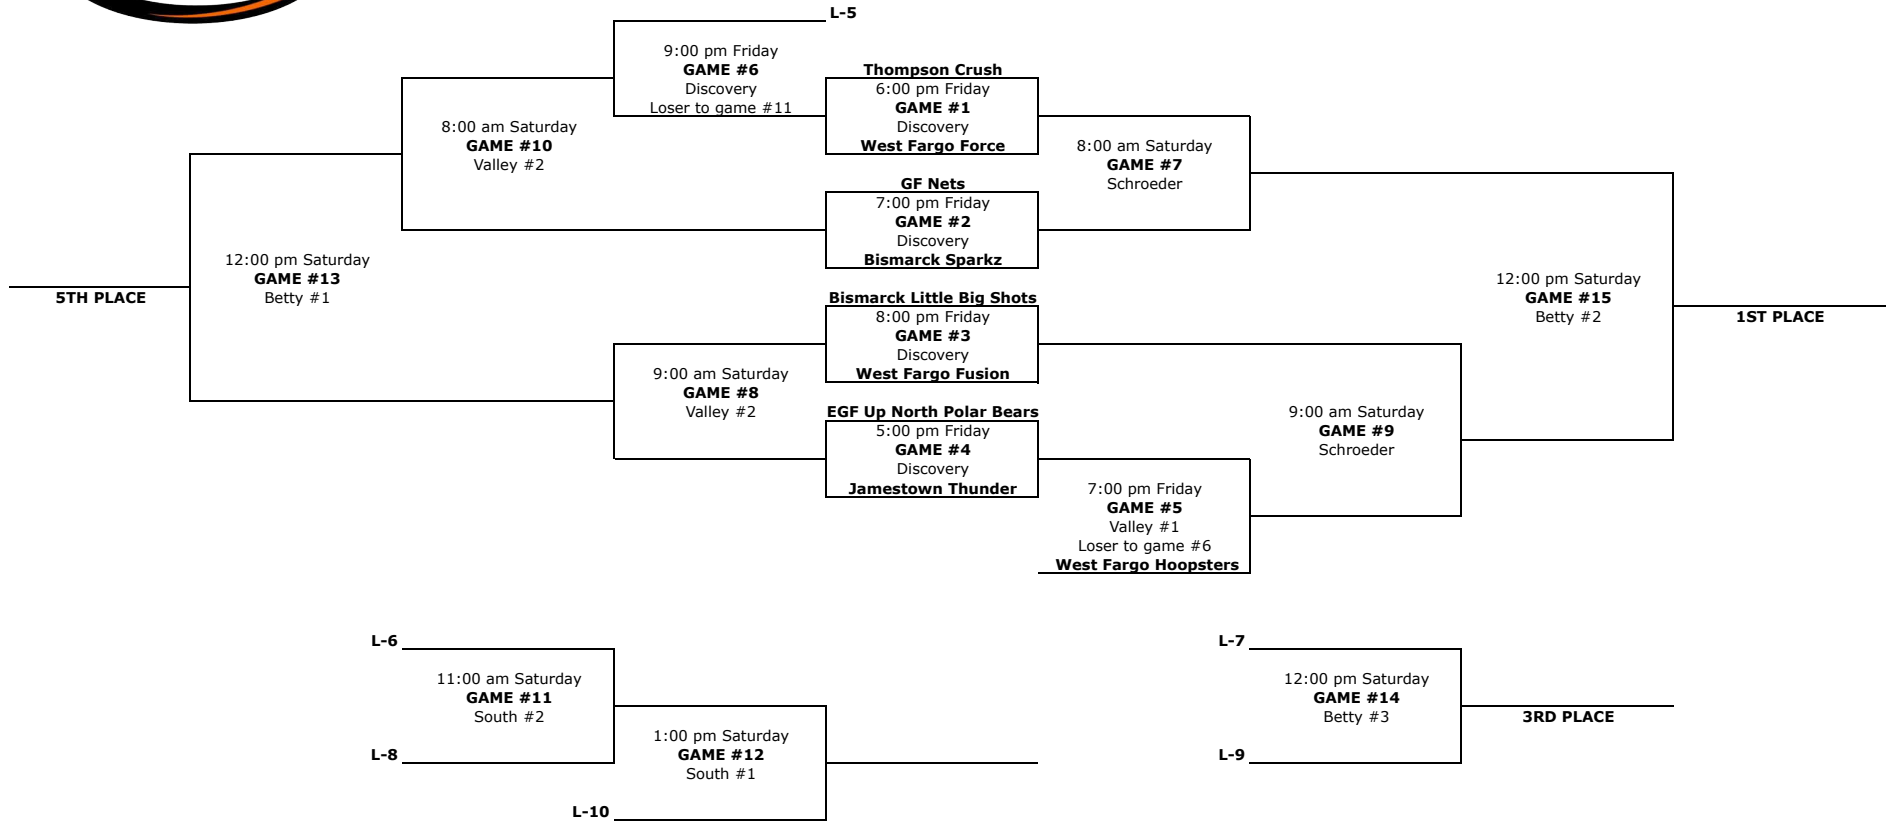 L-5
9:00 pm Friday
GAME #6
Discovery
Loser to game #11
Thompson Crush
6:00 pm Friday
GAME #1
Discovery
West Fargo Force
8:00 am Saturday
GAME #10
Valley #2
8:00 am Saturday
GAME #7
Schroeder
GF Nets
7:00 pm Friday
GAME #2
Discovery
Bismarck Sparkz
12:00 pm Saturday
GAME #13
Betty #1
5TH PLACE
12:00 pm Saturday
GAME #15
Betty #2
1ST PLACE
Bismarck Little Big Shots
8:00 pm Friday
GAME #3
Discovery
West Fargo Fusion
9:00 am Saturday
GAME #8
Valley #2
EGF Up North Polar Bears
5:00 pm Friday
GAME #4
Discovery
Jamestown Thunder
9:00 am Saturday
GAME #9
Schroeder
7:00 pm Friday
GAME #5
Valley #1
Loser to game #6
West Fargo Hoopsters
L-6
11:00 am Saturday
GAME #11
South #2
L-8
1:00 pm Saturday
GAME #12
South #1
L-10
L-7
12:00 pm Saturday
GAME #14
Betty #3
3RD PLACE
L-9